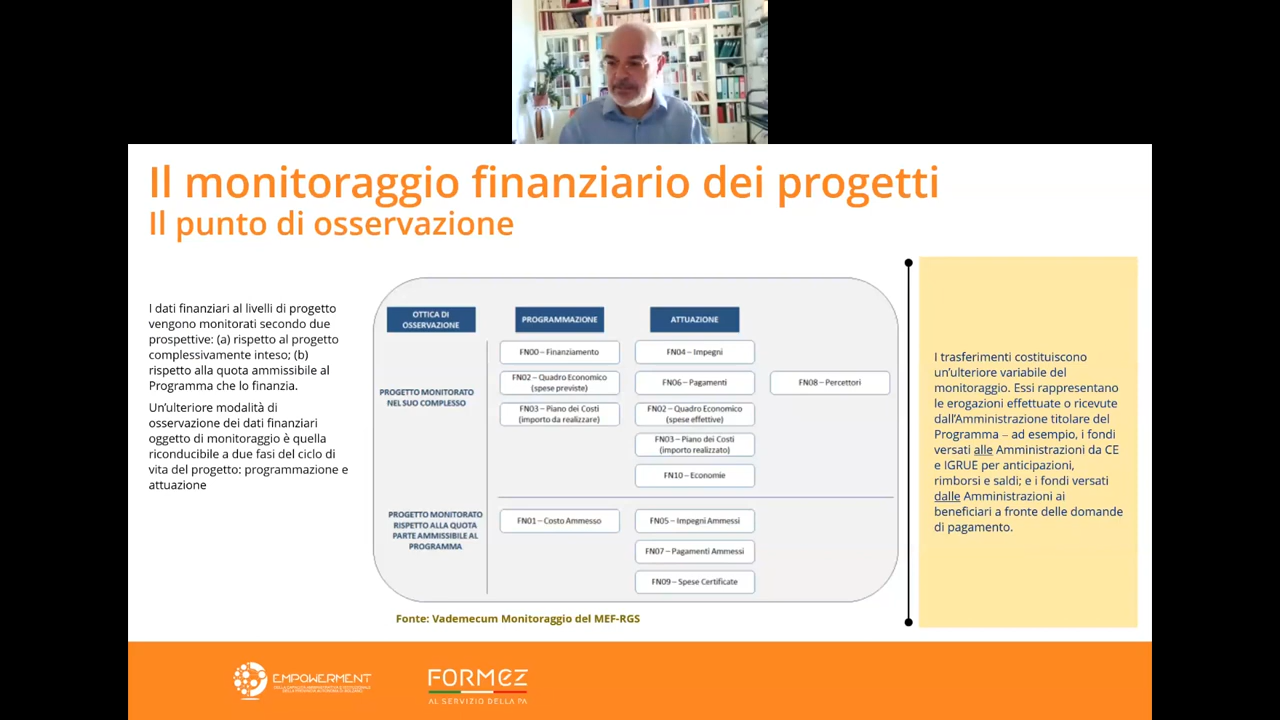 Il monitoraggio finanziario dei progetti
Il punto di osservazione
I dati finanziari al livelli di progetto
vengono monitorati secondo due
prospettive: (a) rispetto al progetto
complessivamente inteso; (b)
rispetto alla quota ammissibile al
Programma che lo finanzia.
Un'ulteriore modalità di
osservazione dei dati finanziari
oggetto di monitoraggio è quella
riconducibile a due fasi del ciclo di
vita del progetto: programmazione e
attuazione
OTTICA DI
OSSERVAZIONE
PROGRAMMAZIONE
ATTUAZIONE
PROGETTO MONITORATO
NEL SUO COMPLESSO
FN00 – Finanziamento
FN04 – Impegni
FN02 – Quadro Economico
(spese previste)
FN06 – Pagamenti
FN08 – Percettori
FN03 – Piano dei Costi
(importo da realizzare)
FN02 – Quadro Economico
(spese effettive)
FN03 – Piano dei Costi
(importo realizzato)
FN10 – Economie
PROGETTO MONITORATO
RISPETTO ALLA QUOTA
PARTE AMMISSIBILE AL
PROGRAMMA
FN01 – Costo Ammesso
FN05 – Impegni Ammessi
FN07 – Pagamenti Ammessi
FN09 – Spese Certificate
Fonte: Vademecum Monitoraggio del MEF-RGS
I trasferimenti costituiscono
un'ulteriore variabile del
monitoraggio. Essi rappresentano
le erogazioni effettuate o ricevute
dall'Amministrazione titolare del
Programma – ad esempio, i fondi
versati alle Amministrazioni da CE
e IGRUE per anticipazioni,
rimborsi e saldi; e i fondi versati
dalle Amministrazioni ai
beneficiari a fronte delle domande
di pagamento.
EMPOWERMENT
FORMEZ
AL SERVIZIO DELLA PA